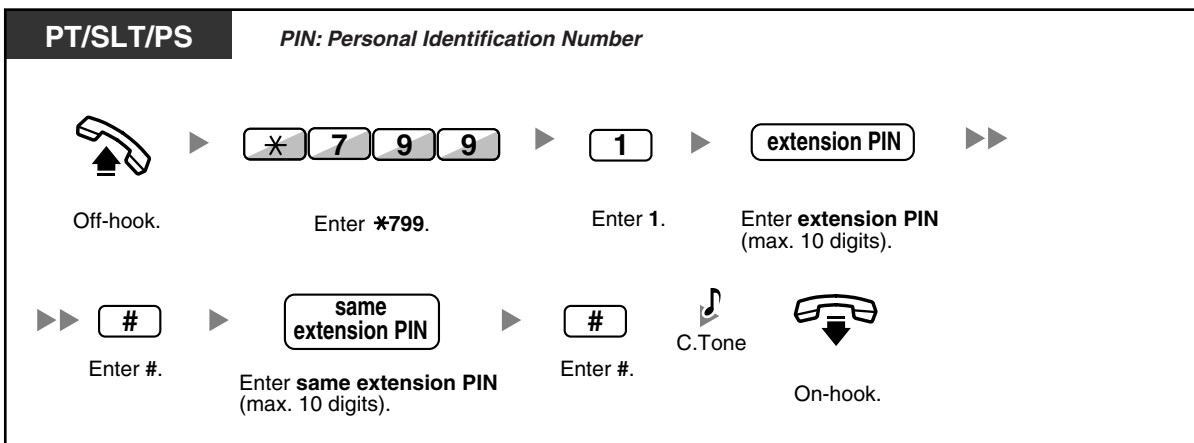 PT/SLT/PS
PIN: Personal Identification Number
* 7 9 9
1
extension PIN
Off-hook.
Enter *799.
Enter 1.
Enter extension PIN
(max. 10 digits).
#
same
extension PIN
#
C.Tone
Enter #.
Enter same extension PIN
(max. 10 digits).
Enter #.
On-hook.